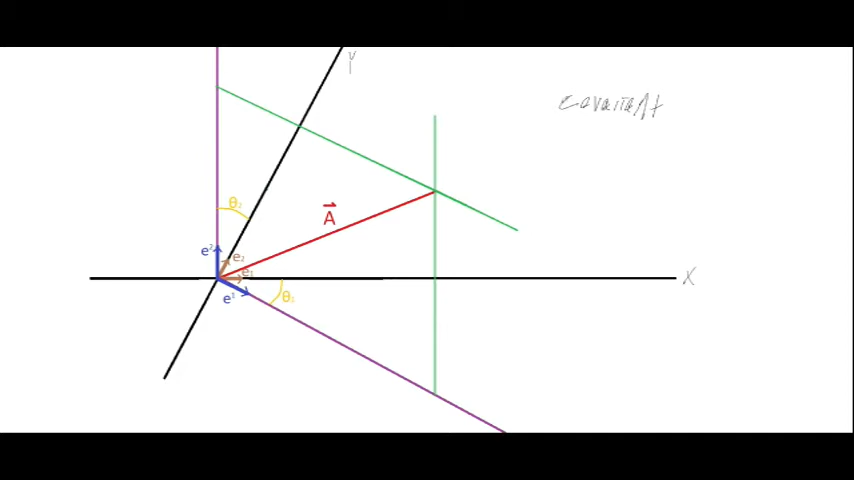 Y
covariant
θ₂
A⃗
e²
e₂
e₁
X
e¹
θ₁